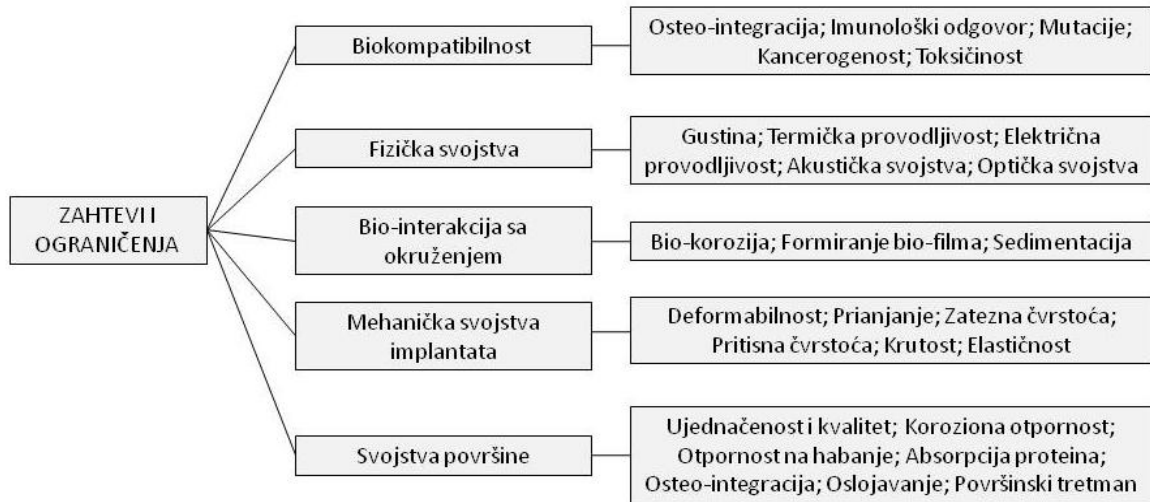 ZAHTEVI I
OGRANIČENJA
Biokompatibilnost
Osteo-integracija; Imunološki odgovor; Mutacije;
Kancerogenost; Toksičinost
Fizička svojstva
Gustina; Termička provodljivost; Električna
provodljivost; Akustička svojstva; Optička svojstva
Bio-interakcija sa
okruženjem
Bio-korozija; Formiranje bio-filma; Sedimentacija
Mehanička svojstva
implantata
Deformabilnost; Prianjanje; Zatezna čvrstoća;
Pritisna čvrstoća; Krutost; Elastičnost
Svojstva površine
Ujednačenost i kvalitet; Koroziona otpornost;
Otpornost na habanje; Absorpcija proteina;
Osteo-integracija; Oslojavanje; Površinski tretman